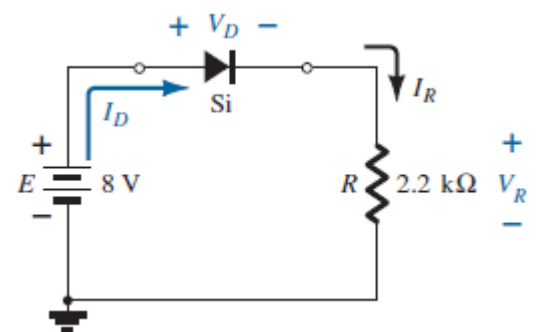 + V_D −
I_D
Si
I_R
+
E 8 V
−
R 2.2 kΩ
+
V_R
−